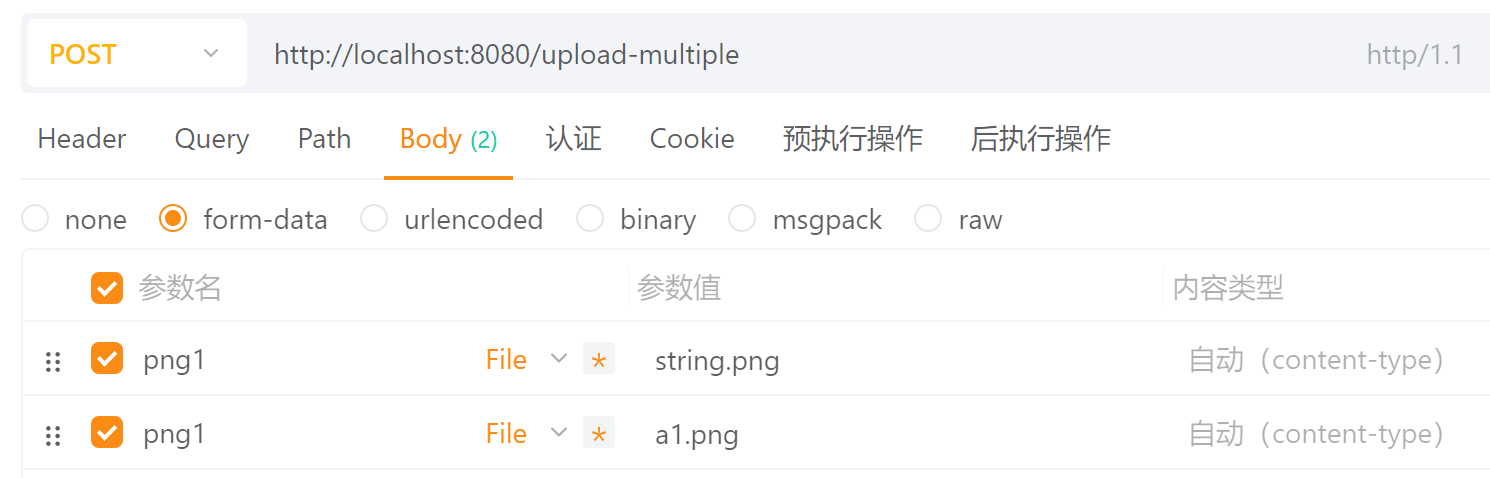 POST http://localhost:8080/upload-multiple http/1.1
Header Query Path Body (2) 认证 Cookie 预执行操作 后执行操作
none form-data urlencoded binary msgpack raw
参数名 参数值 内容类型
png1 File * string.png 自动（content-type）
png1 File * a1.png 自动（content-type）